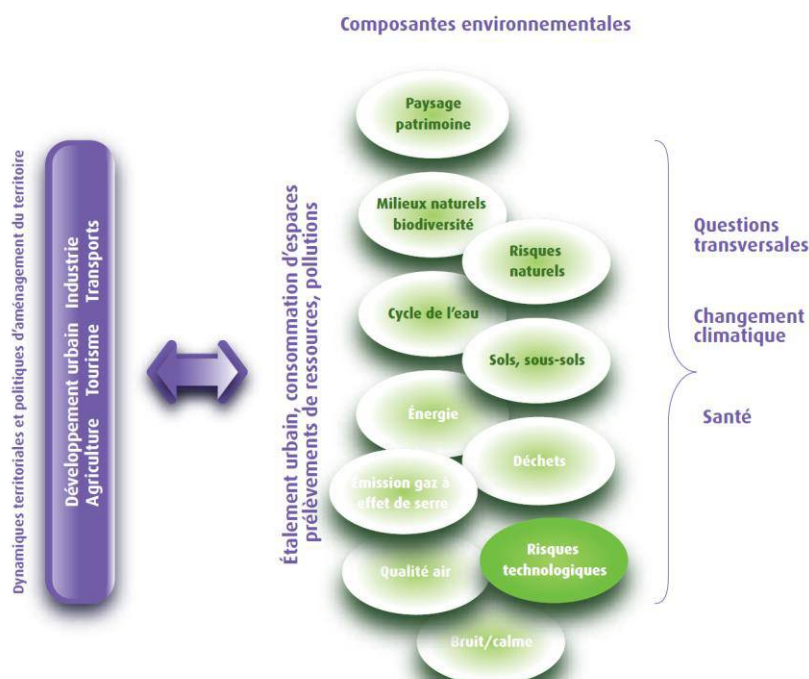 Composantes environnementales
Dynamiques territoriales et politiques d'aménagement du territoire
Développement urbain Industrie
Agriculture Tourisme Transports
Étalement urbain, consommation d'espaces
prélèvements de ressources, pollutions
Paysage
patrimoine
Milieux naturels
biodiversité
Risques
naturels
Cycle de l'eau
Sols, sous-sols
Énergie
Déchets
Émission gaz à
effet de serre
Risques
technologiques
Qualité air
Bruit/calme
Questions
transversales
Changement
climatique
Santé